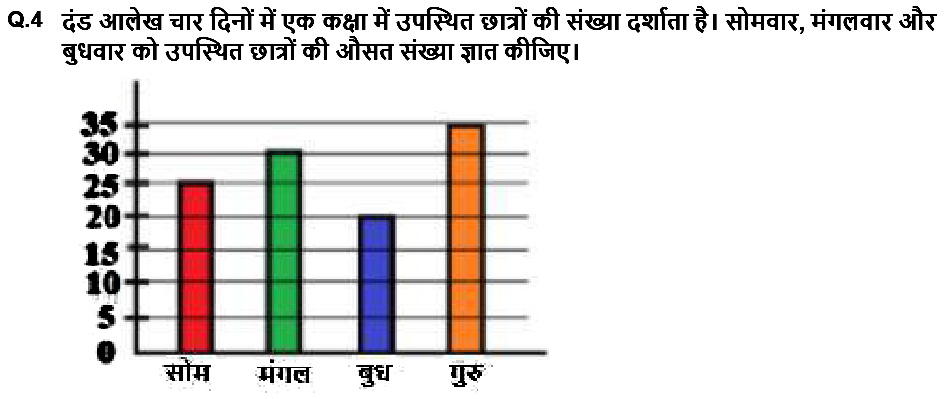 Q.4 दंड आलेख चार दिनों में एक कक्षा में उपस्थित छात्रों की संख्या दर्शाता है। सोमवार, मंगलवार और
बुधवार को उपस्थित छात्रों की औसत संख्या ज्ञात कीजिए।
35
30
25
20
15
10
5
0
सोम मंगल बुध गुरु